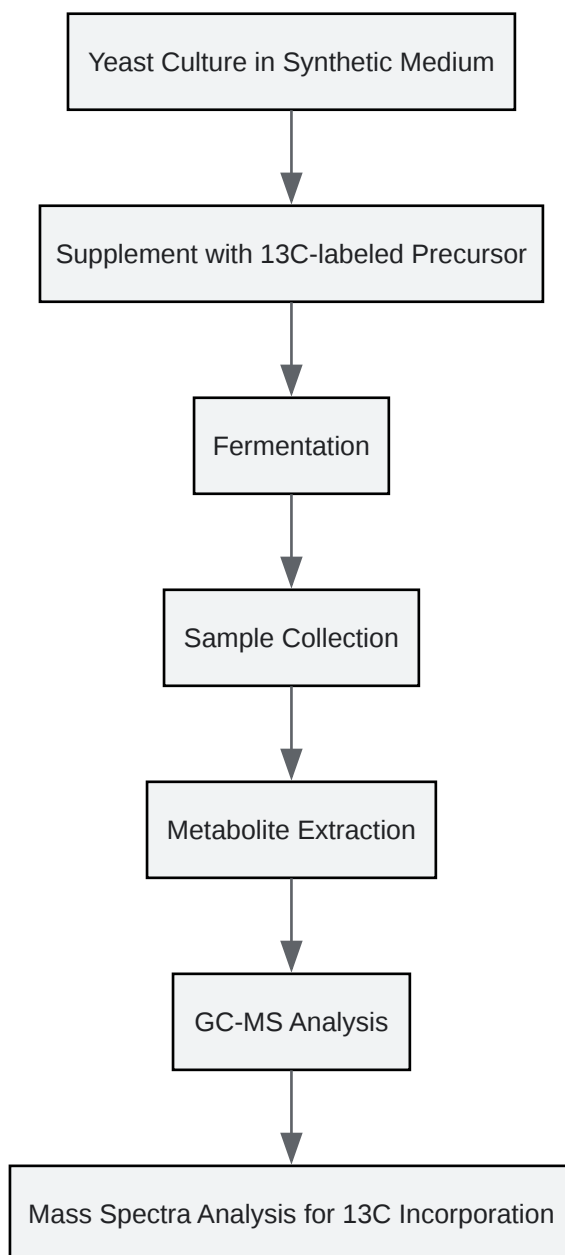 Yeast Culture in Synthetic Medium
Supplement with 13C-labeled Precursor
Fermentation
Sample Collection
Metabolite Extraction
GC-MS Analysis
Mass Spectra Analysis for 13C Incorporation